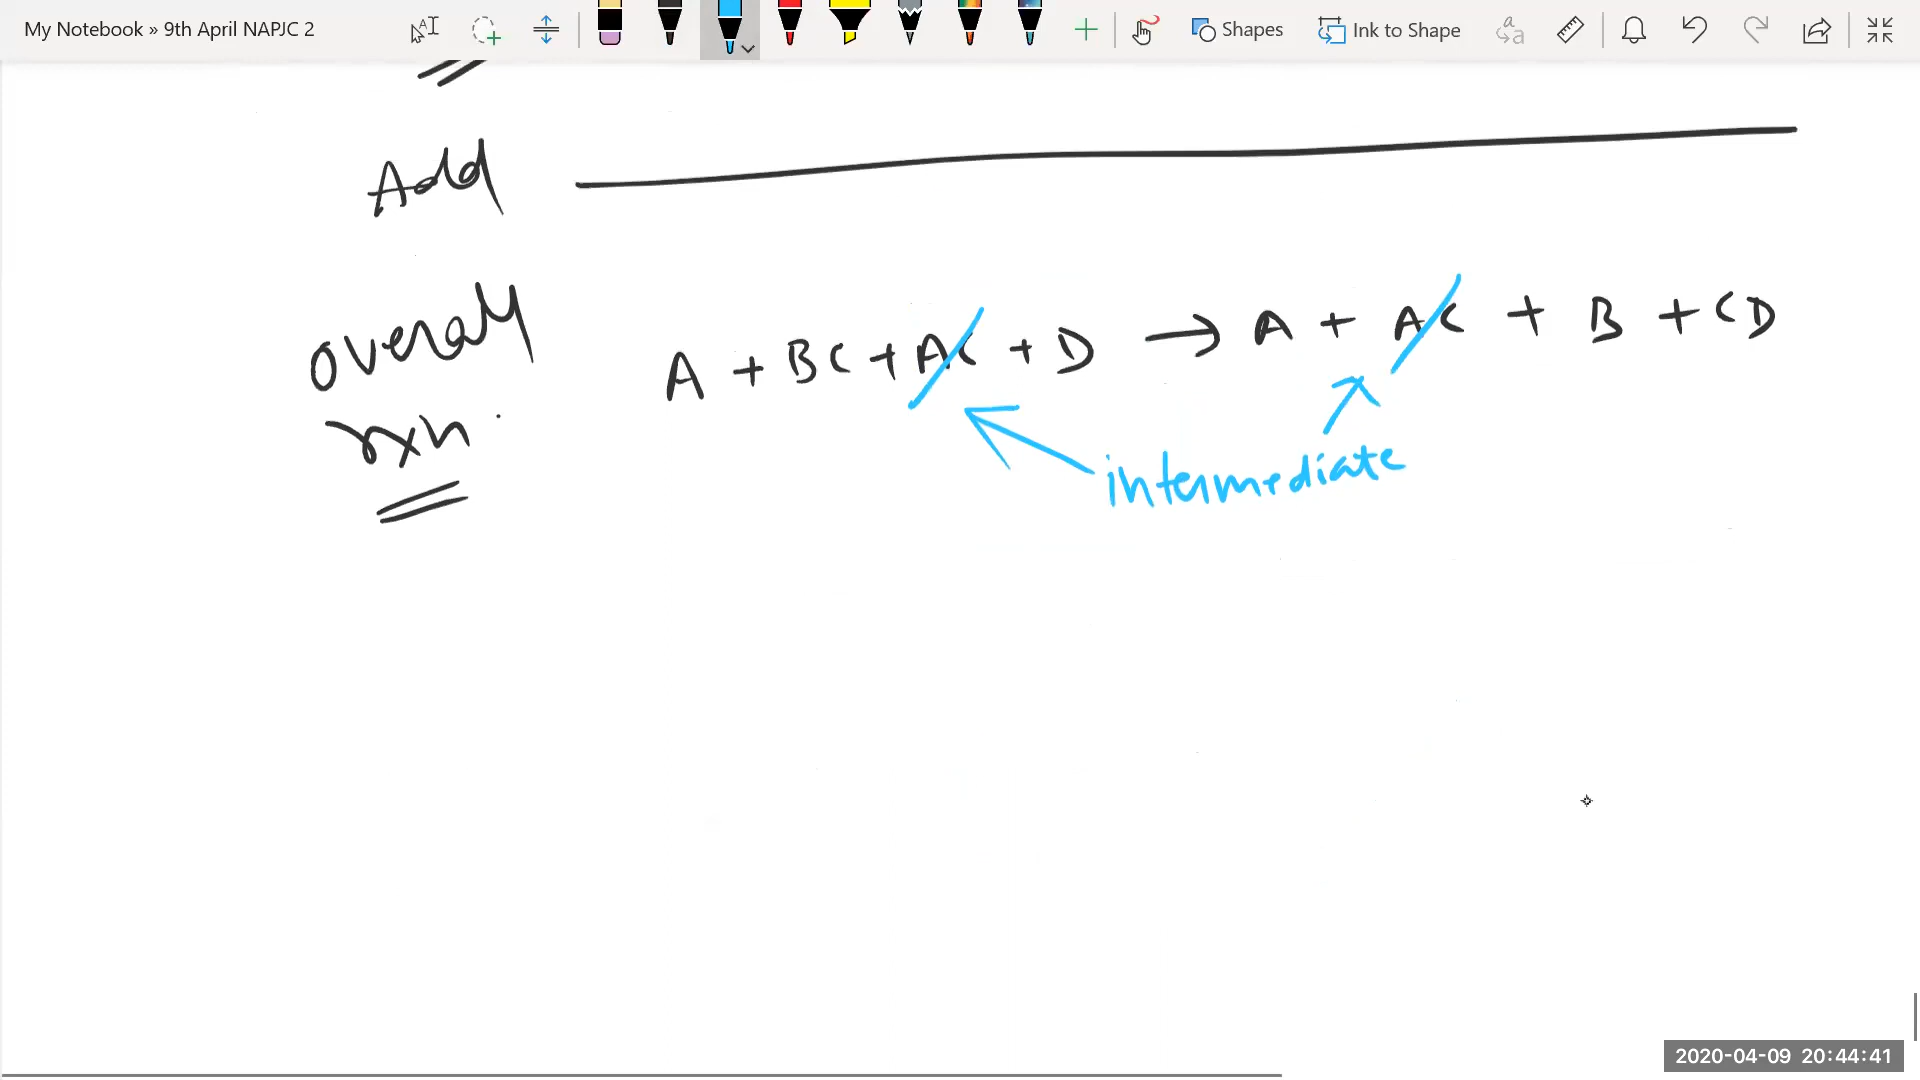 My Notebook » 9th April NAPJC 2
Shapes
Ink to Shape
Add
Overall
rxn.
A + BC + AC + D → A + AC + B + CD
intermediate
2020-04-09 20:44:41